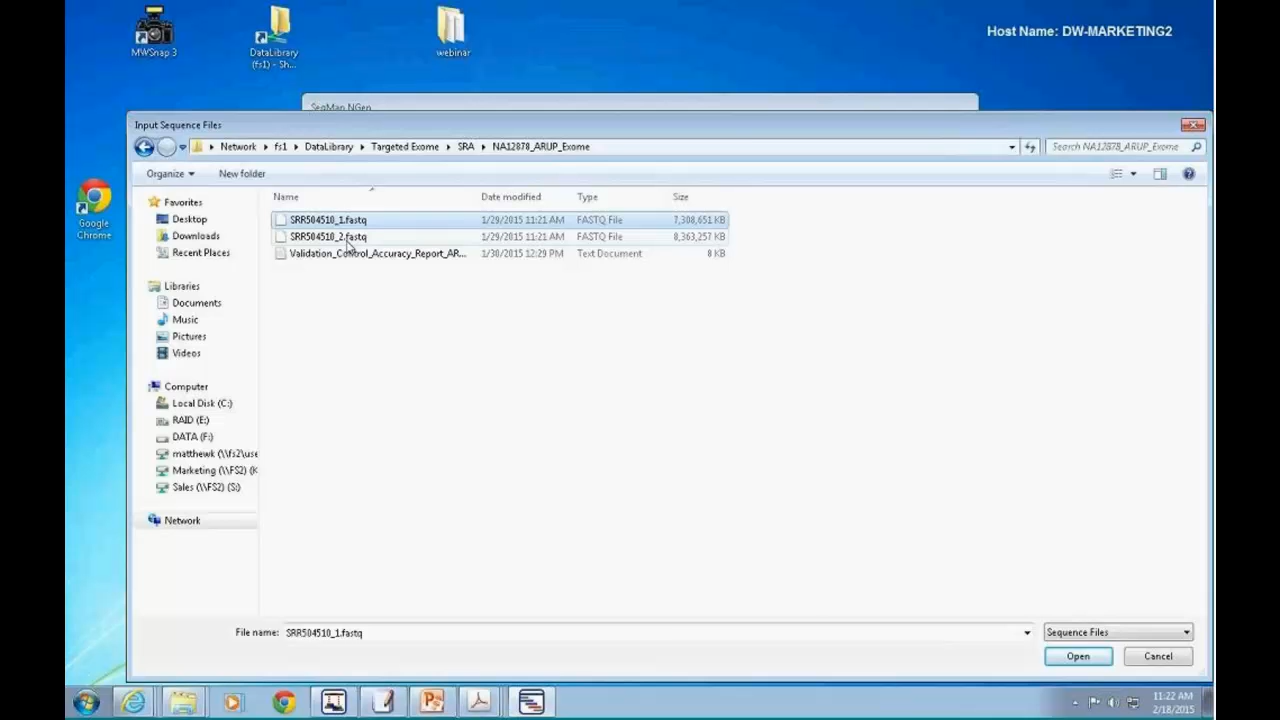 MWSnap 3
DataLibrary
(fs1) - Sh...
webinar
Host Name: DW-MARKETING2
SeqMan NGen
Input Sequence Files
Network ▸ fs1 ▸ DataLibrary ▸ Targeted Exome ▸ SRA ▸ NA12878_ARUP_Exome
Search NA12878_ARUP_Exome
Organize
New folder
Name Date modified Type Size
SRR504510_1.fastq 1/29/2015 11:21 AM FASTQ File 7,308,651 KB
SRR504510_2.fastq 1/29/2015 11:21 AM FASTQ File 8,363,257 KB
Validation_Control_Accuracy_Report_AR... 1/30/2015 12:29 PM Text Document 8 KB
Favorites
Desktop
Downloads
Recent Places
Libraries
Documents
Music
Pictures
Videos
Computer
Local Disk (C:)
RAID (E:)
DATA (F:)
matthewk (\\fs2\use
Marketing (\\FS2) (K
Sales (\\FS2) (S:)
Network
Google
Chrome
File name: SRR504510_1.fastq
Sequence Files
Open
Cancel
11:22 AM
2/18/2015